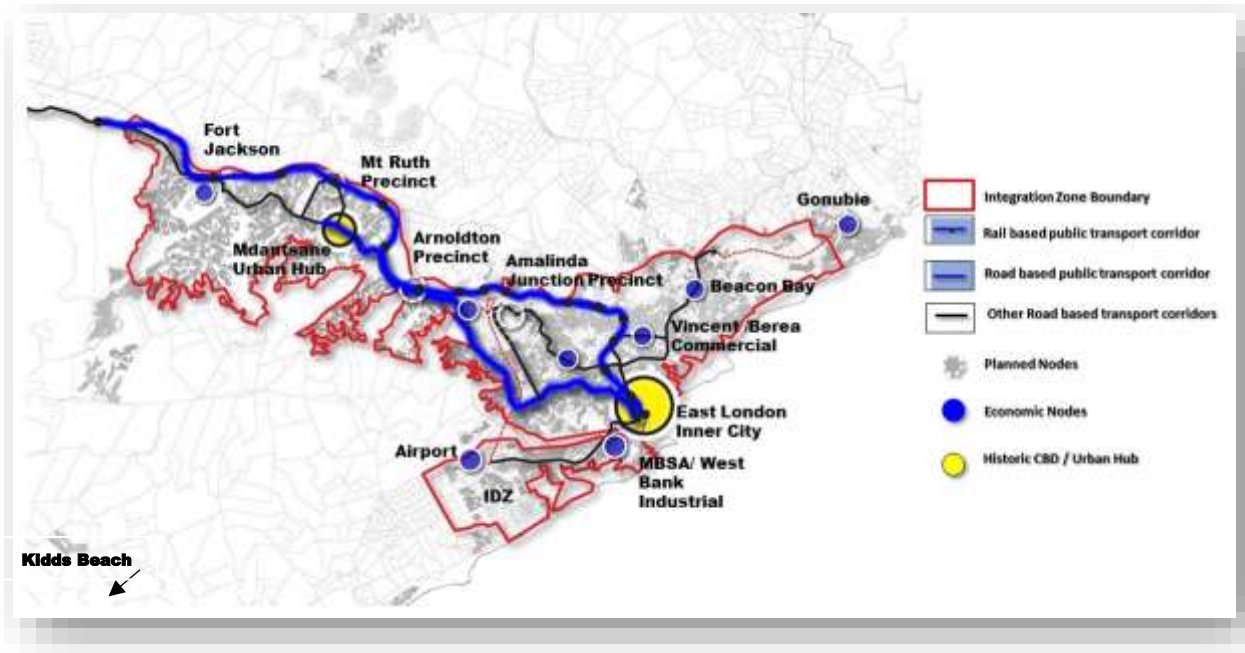 Fort
Jackson
Mt Ruth
Precinct
Gonubie
Mdantsane
Urban Hub
Arnoldton
Precinct
Amalinda
Junction Precinct
Beacon Bay
Vincent /Berea
Commercial
East London
Inner City
Airport
MBSA/ West
Bank
Industrial
IDZ
Kidds Beach
Integration Zone Boundary
Rail based public transport corridor
Road based public transport corridor
Other Road based transport corridors
Planned Nodes
Economic Nodes
Historic CBD / Urban Hub